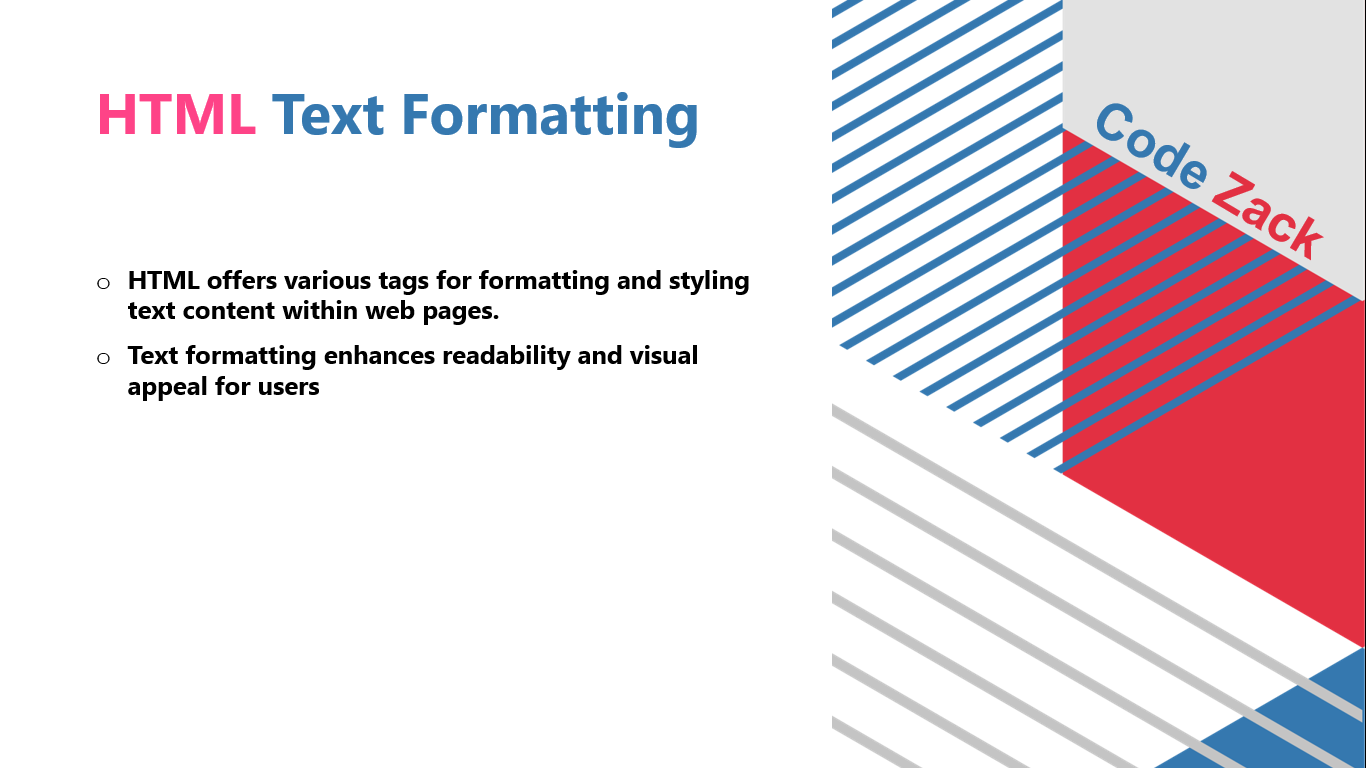 HTML Text Formatting
Code Zack
o HTML offers various tags for formatting and styling
text content within web pages.
o Text formatting enhances readability and visual
appeal for users